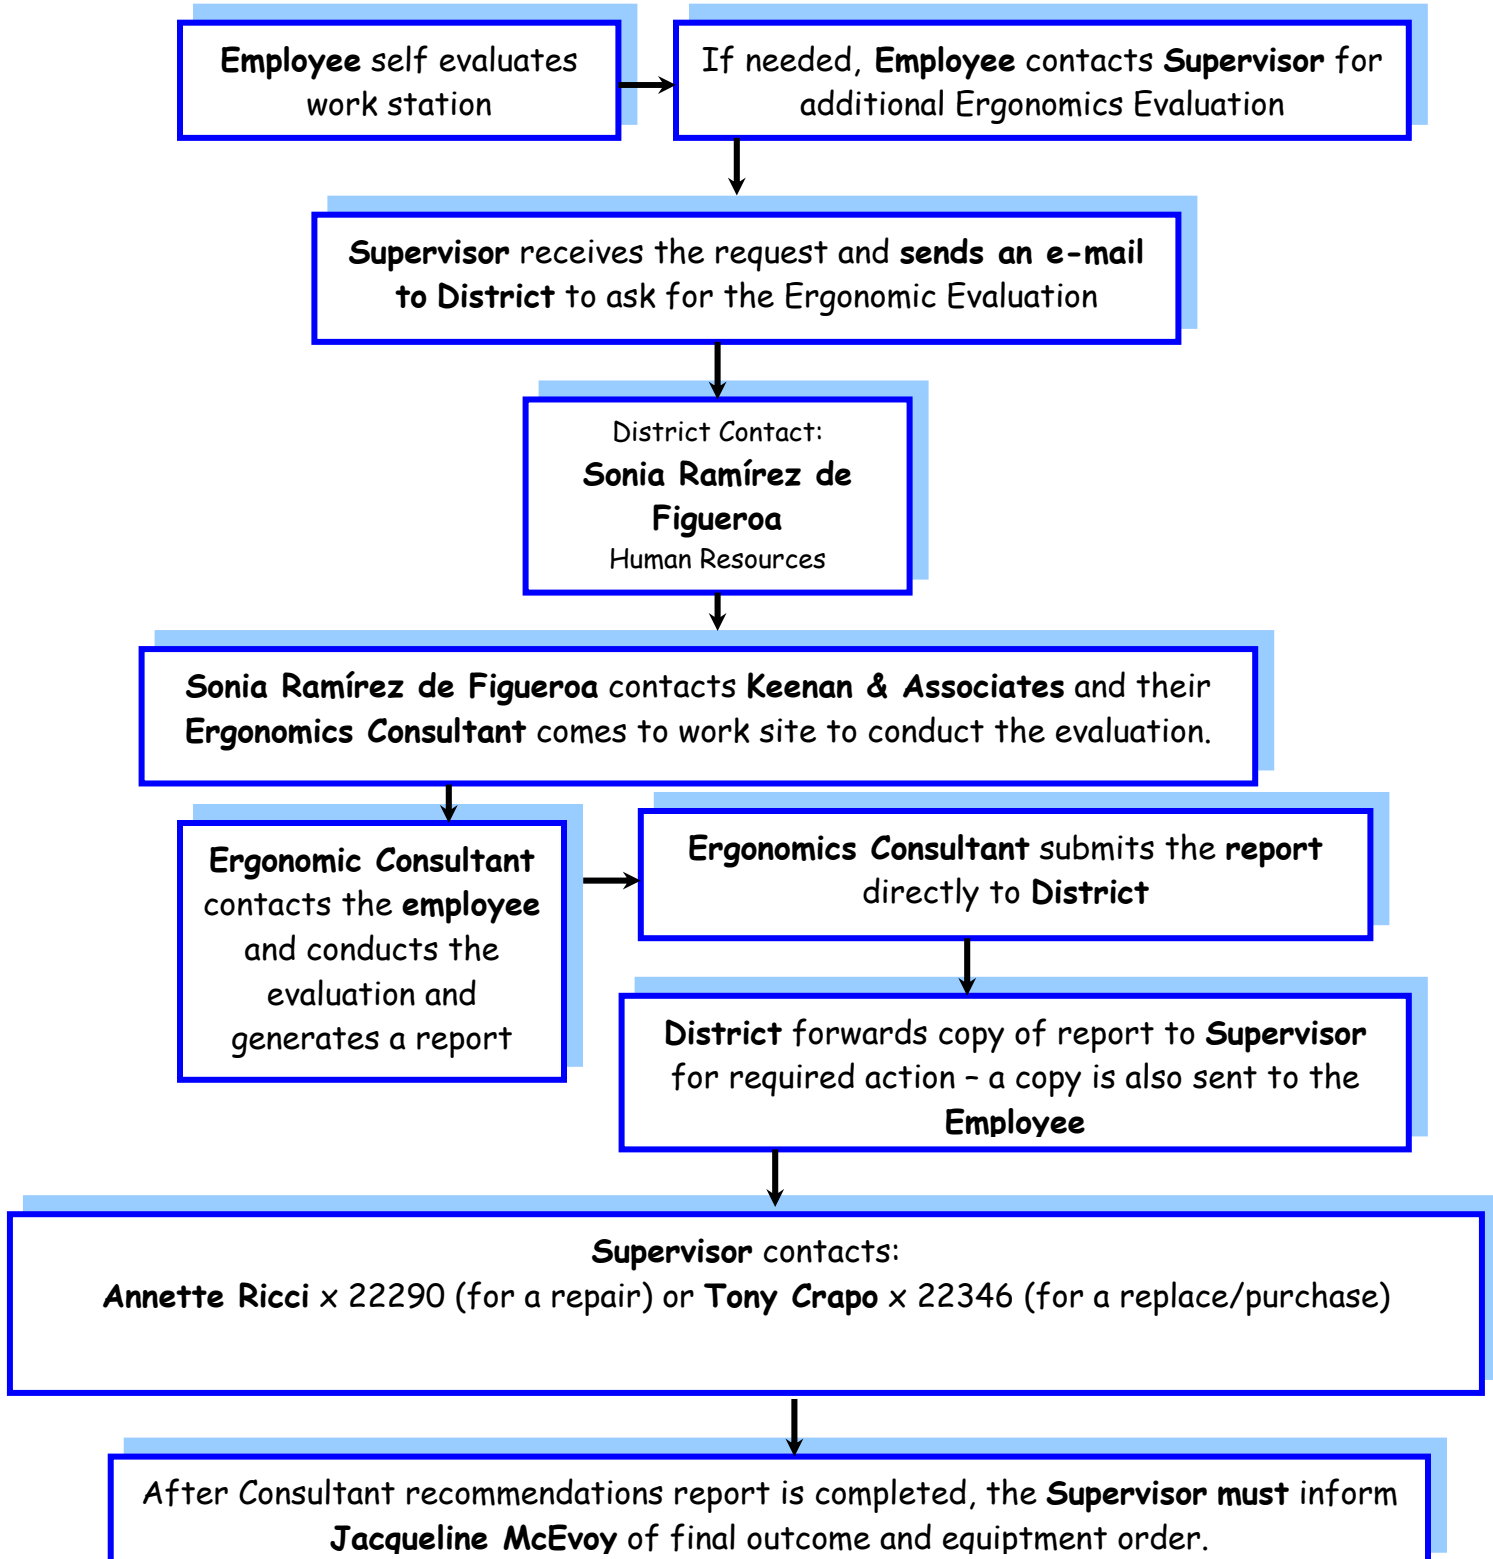 Employee self evaluates
work station
If needed, Employee contacts Supervisor for
additional Ergonomics Evaluation
Supervisor receives the request and sends an e-mail
to District to ask for the Ergonomic Evaluation
District Contact:
Sonia Ramírez de
Figueroa
Human Resources
Sonia Ramírez de Figueroa contacts Keenan & Associates and their
Ergonomics Consultant comes to work site to conduct the evaluation.
Ergonomic Consultant
contacts the employee
and conducts the
evaluation and
generates a report
Ergonomics Consultant submits the report
directly to District
District forwards copy of report to Supervisor
for required action – a copy is also sent to the
Employee
Supervisor contacts:
Annette Ricci x 22290 (for a repair) or Tony Crapo x 22346 (for a replace/purchase)
After Consultant recommendations report is completed, the Supervisor must inform
Jacqueline McEvoy of final outcome and equiptment order.